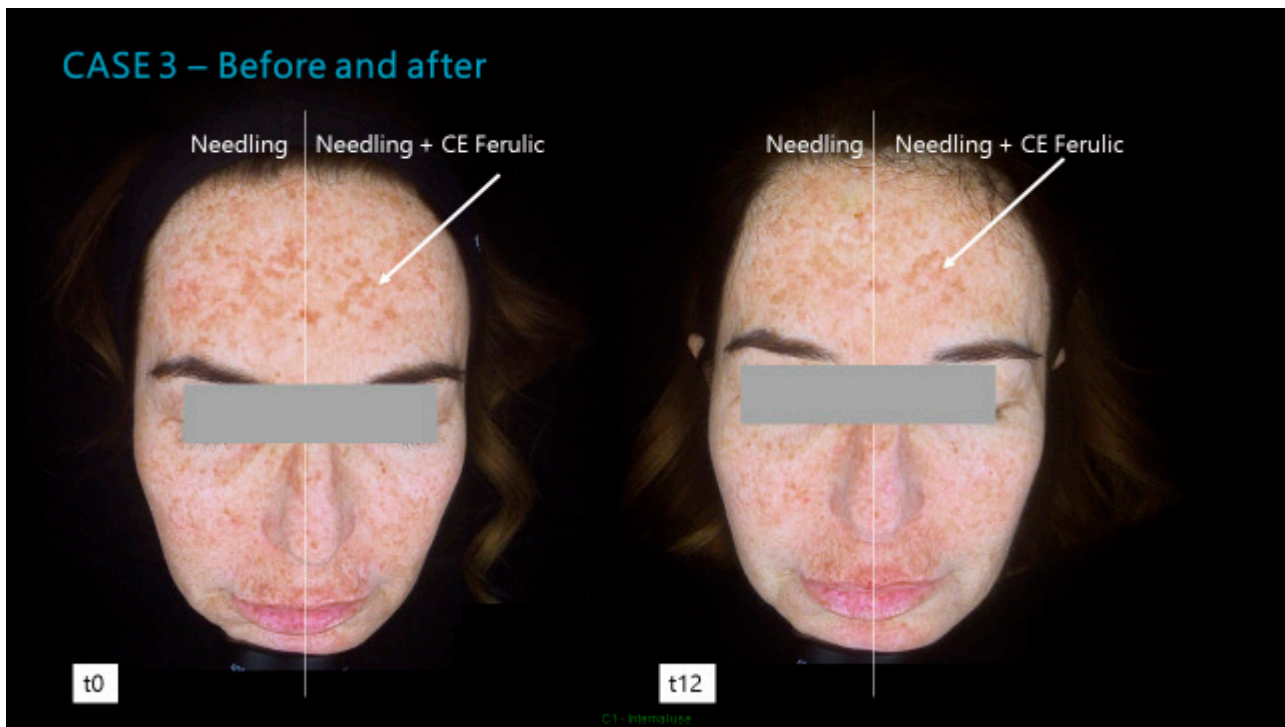 CASE 3 – Before and after
Needling
Needling + CE Ferulic
Needling
Needling + CE Ferulic
t0
t12
C1 - Internal use